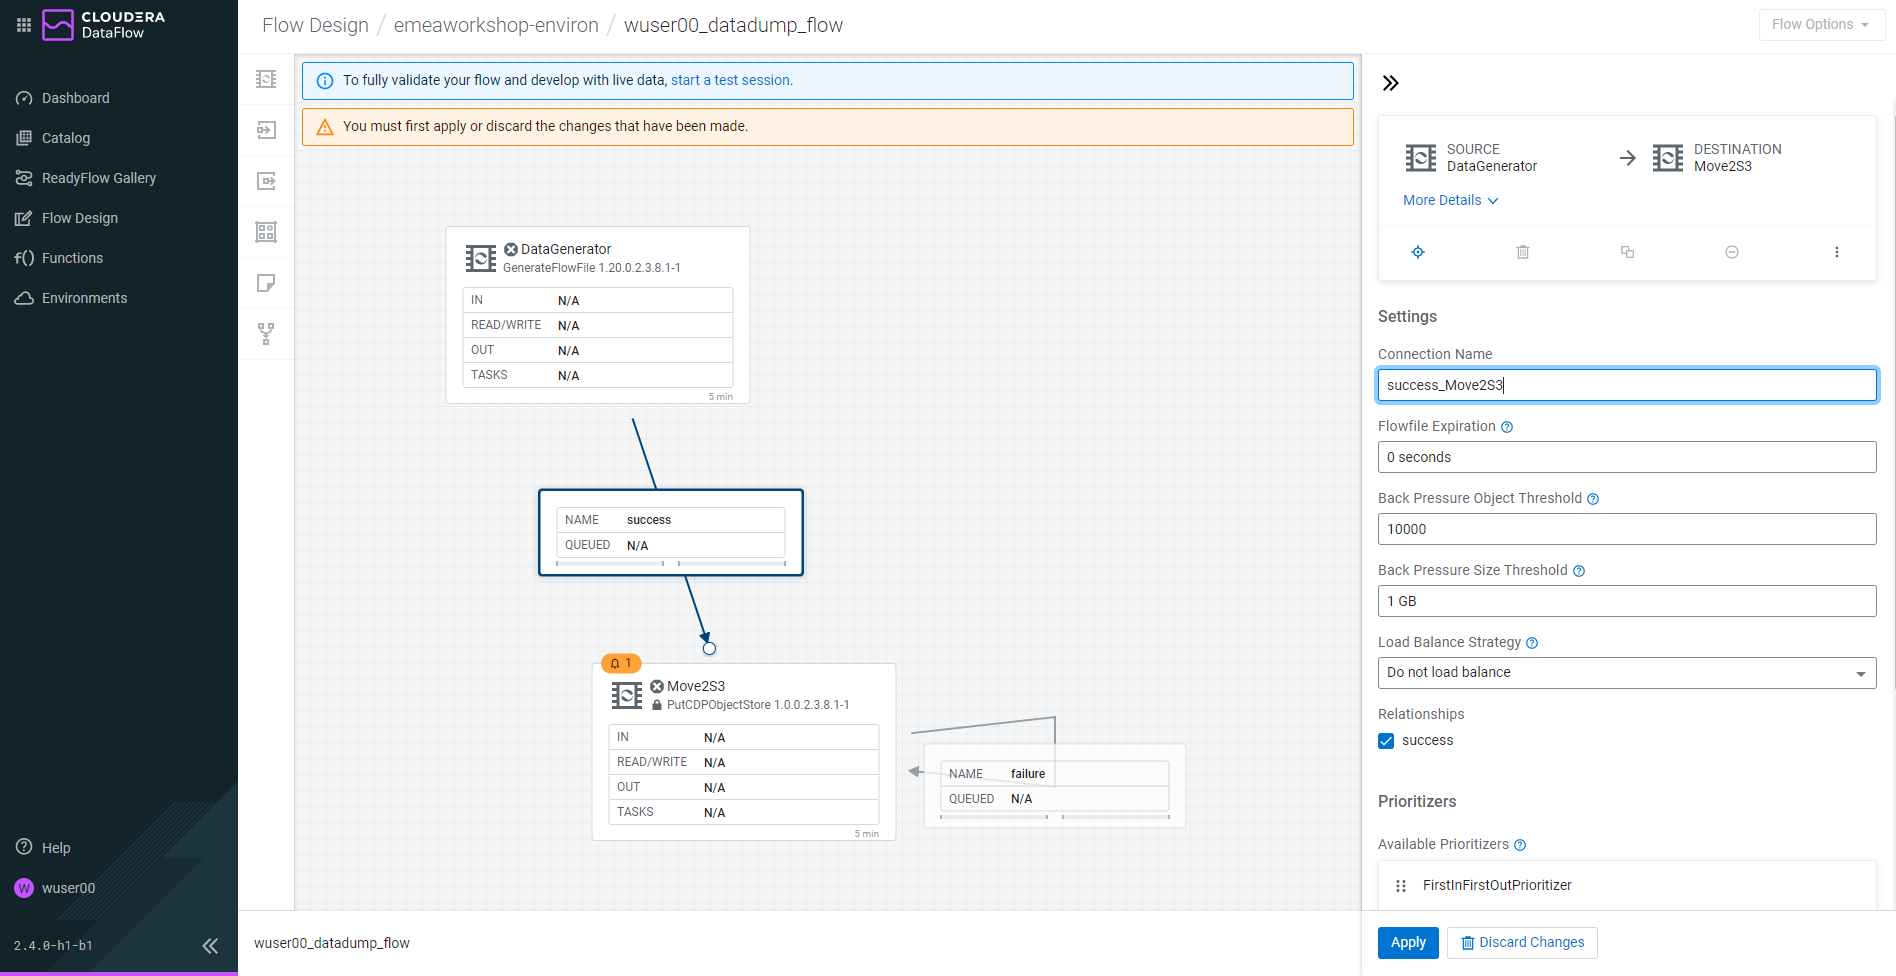 CLOUDERA
DataFlow
Dashboard
Catalog
ReadyFlow Gallery
Flow Design
f() Functions
Environments
Help
W wuser00
2.4.0-h1-b1
Flow Design / emeaworkshop-environ / wuser00_datadump_flow
Flow Options
To fully validate your flow and develop with live data, start a test session.
You must first apply or discard the changes that have been made.
DataGenerator
GenerateFlowFile 1.20.0.2.3.8.1-1
IN N/A
READ/WRITE N/A
OUT N/A
TASKS N/A
5 min
NAME success
QUEUED N/A
1
Move2S3
PutCDPObjectStore 1.0.0.2.3.8.1-1
IN N/A
READ/WRITE N/A
OUT N/A
TASKS N/A
5 min
NAME failure
QUEUED N/A
wuser00_datadump_flow
SOURCE
DataGenerator
DESTINATION
Move2S3
More Details
Settings
Connection Name
success_Move2S3
Flowfile Expiration
0 seconds
Back Pressure Object Threshold
10000
Back Pressure Size Threshold
1 GB
Load Balance Strategy
Do not load balance
Relationships
success
Prioritizers
Available Prioritizers
FirstInFirstOutPrioritizer
Apply
Discard Changes